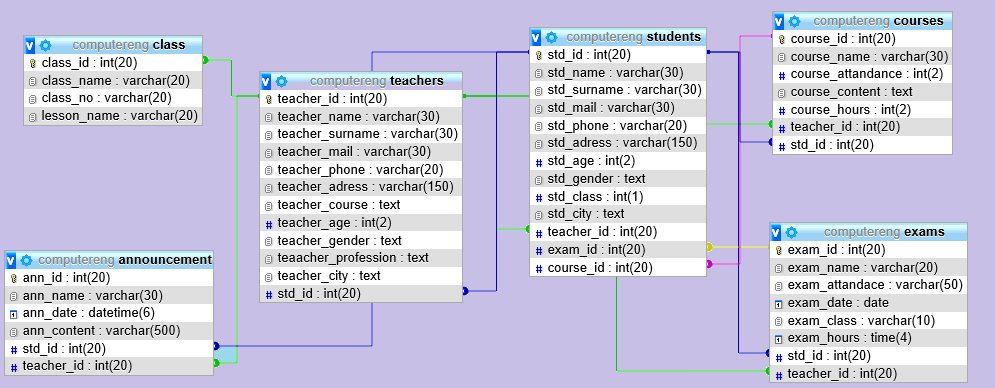 computereng class
class_id : int(20)
class_name : varchar(20)
class_no : varchar(20)
lesson_name : varchar(20)
computereng teachers
teacher_id : int(20)
teacher_name : varchar(30)
teacher_surname : varchar(30)
teacher_mail : varchar(30)
teacher_phone : varchar(20)
teacher_adress : varchar(150)
teacher_course : text
teacher_age : int(2)
teacher_gender : text
teaacher_profession : text
teacher_city : text
std_id : int(20)
computereng students
std_id : int(20)
std_name : varchar(30)
std_surname : varchar(30)
std_mail : varchar(30)
std_phone : varchar(20)
std_adress : varchar(150)
std_age : int(2)
std_gender : text
std_class : int(1)
std_city : text
teacher_id : int(20)
exam_id : int(20)
course_id : int(20)
computereng courses
course_id : int(20)
course_name : varchar(30)
course_attandance : int(2)
course_content : text
course_hours : int(2)
teacher_id : int(20)
std_id : int(20)
computereng announcement
ann_id : int(20)
ann_name : varchar(30)
ann_date : datetime(6)
ann_content : varchar(500)
std_id : int(20)
teacher_id : int(20)
computereng exams
exam_id : int(20)
exam_name : varchar(20)
exam_attandace : varchar(50)
exam_date : date
exam_class : varchar(10)
exam_hours : time(4)
std_id : int(20)
teacher_id : int(20)